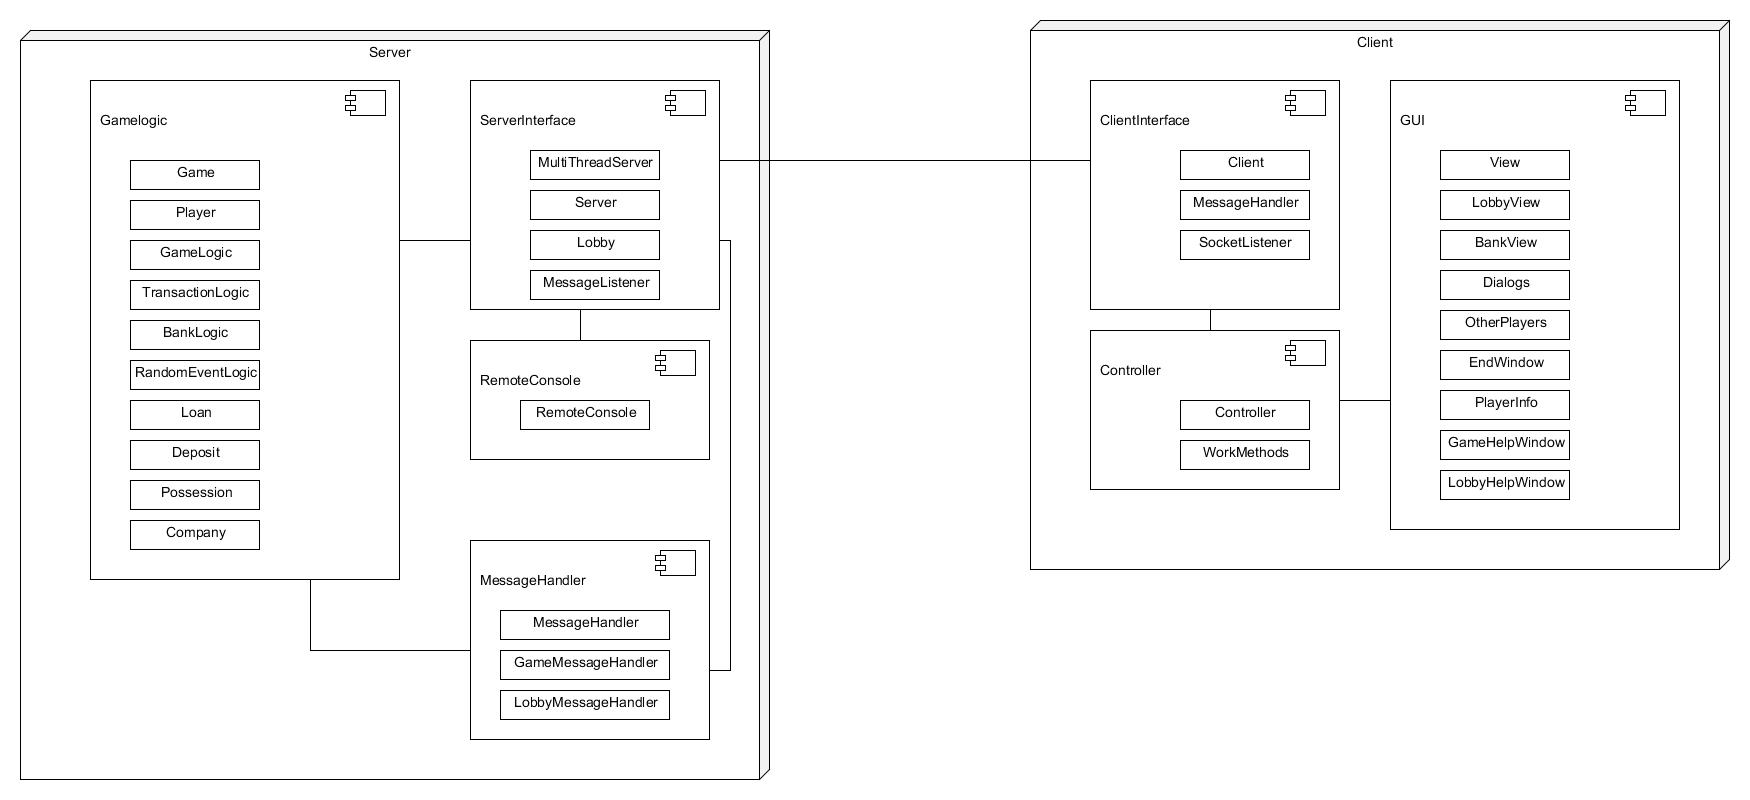 Server
Gamelogic
Game
Player
GameLogic
TransactionLogic
BankLogic
RandomEventLogic
Loan
Deposit
Possession
Company
ServerInterface
MultiThreadServer
Server
Lobby
MessageListener
RemoteConsole
RemoteConsole
MessageHandler
MessageHandler
GameMessageHandler
LobbyMessageHandler
Client
ClientInterface
Client
MessageHandler
SocketListener
Controller
Controller
WorkMethods
GUI
View
LobbyView
BankView
Dialogs
OtherPlayers
EndWindow
PlayerInfo
GameHelpWindow
LobbyHelpWindow